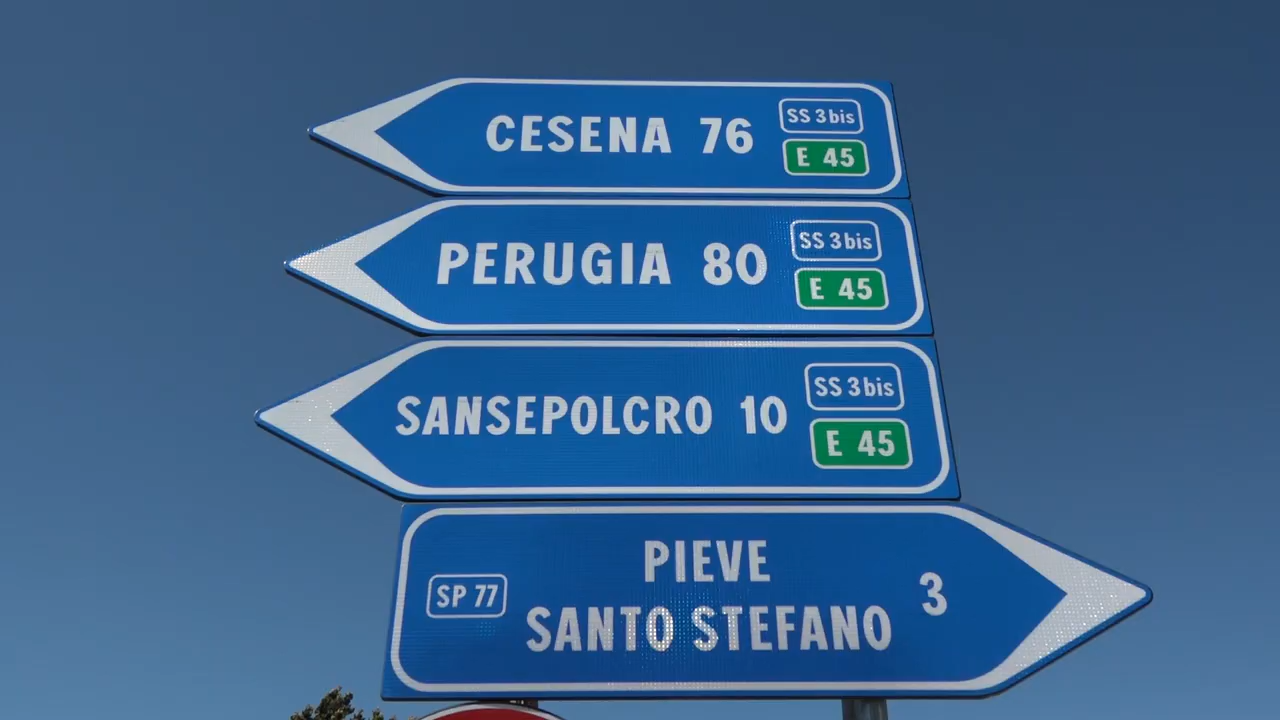 CESENA 76 SS 3bis
E 45
PERUGIA 80 SS 3bis
E 45
SANSEPOLCRO 10 SS 3bis
E 45
PIEVE
SP 77 SANTO STEFANO 3